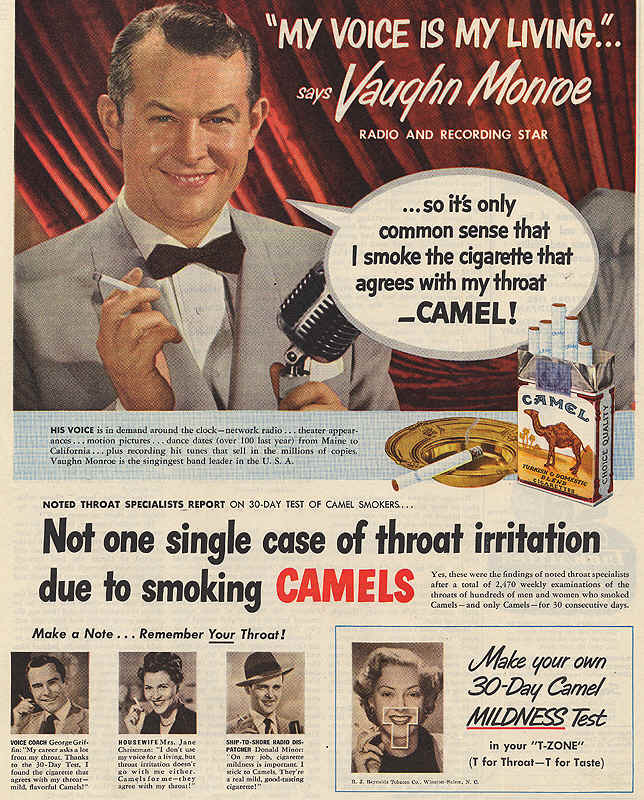 "MY VOICE IS MY LIVING"...
says Vaughn Monroe
RADIO AND RECORDING STAR
...so it's only
common sense that
I smoke the cigarette that
agrees with my throat
—CAMEL!
CAMEL
TURKISH & DOMESTIC
BLEND
CIGARETTES
CHOICE QUALITY
HIS VOICE is in demand around the clock—network radio... theater appear-
ances... motion pictures... dance dates (over 100 last year) from Maine to
California... plus recording hit tunes that sell in the millions of copies.
Vaughn Monroe is the singingest band leader in the U. S. A.
NOTED THROAT SPECIALISTS REPORT ON 30-DAY TEST OF CAMEL SMOKERS...
Not one single case of throat irritation
due to smoking CAMELS
Yes, these were the findings of noted throat specialists
after a total of 2,470 weekly examinations of the
throats of hundreds of men and women who smoked
Camels—and only Camels—for 30 consecutive days.
Make a Note... Remember Your Throat!
VOICE COACH George Grif-
fin: "My career asks a lot
from my throat. Thanks
to the 30-Day Test, I
found the cigarette that
agrees with my throat—
mild, flavorful Camels!"
HOUSEWIFE Mrs. Jane
Christman: "I don't use
my voice for a living, but
throat irritation doesn't
go with me either.
Camels for me—they
agree with my throat!"
SHIP-TO-SHORE RADIO DIS-
PATCHER Donald Minor:
"On my job, cigarette
mildness is important. I
stick to Camels. They're
a real mild, good-tasting
cigarette!"
Make your own
30-Day Camel
MILDNESS Test
in your "T-ZONE"
(T for Throat—T for Taste)
R. J. Reynolds Tobacco Co., Winston-Salem, N. C.